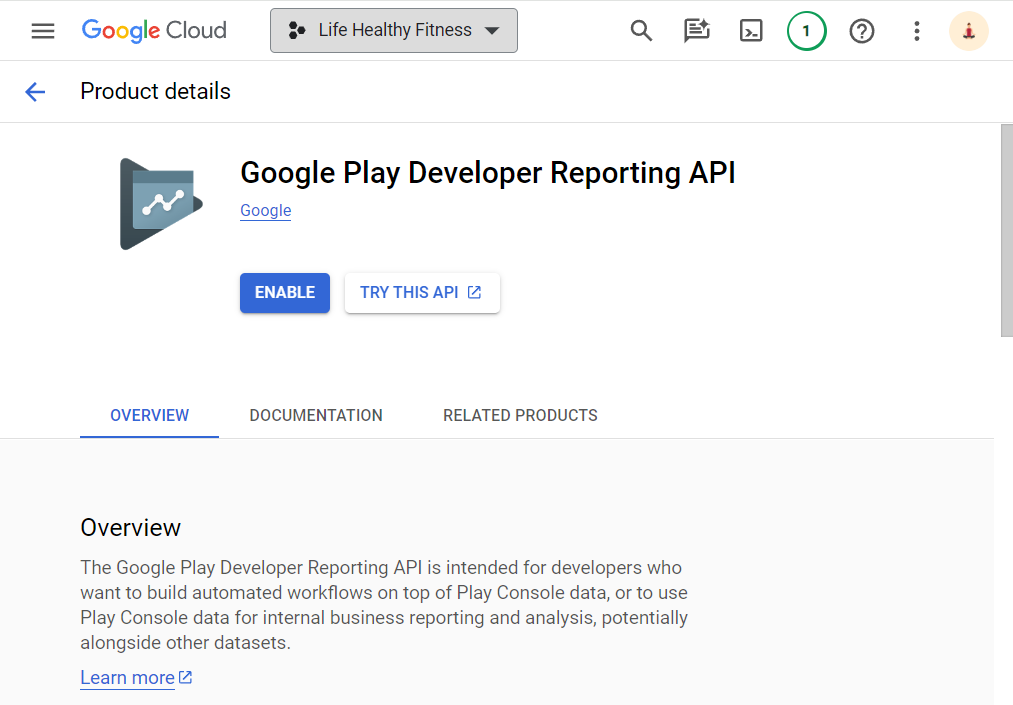 Google Cloud
Life Healthy Fitness
1
Product details
Google Play Developer Reporting API
Google
ENABLE
TRY THIS API
OVERVIEW
DOCUMENTATION
RELATED PRODUCTS
Overview
The Google Play Developer Reporting API is intended for developers who
want to build automated workflows on top of Play Console data, or to use
Play Console data for internal business reporting and analysis, potentially
alongside other datasets.
Learn more